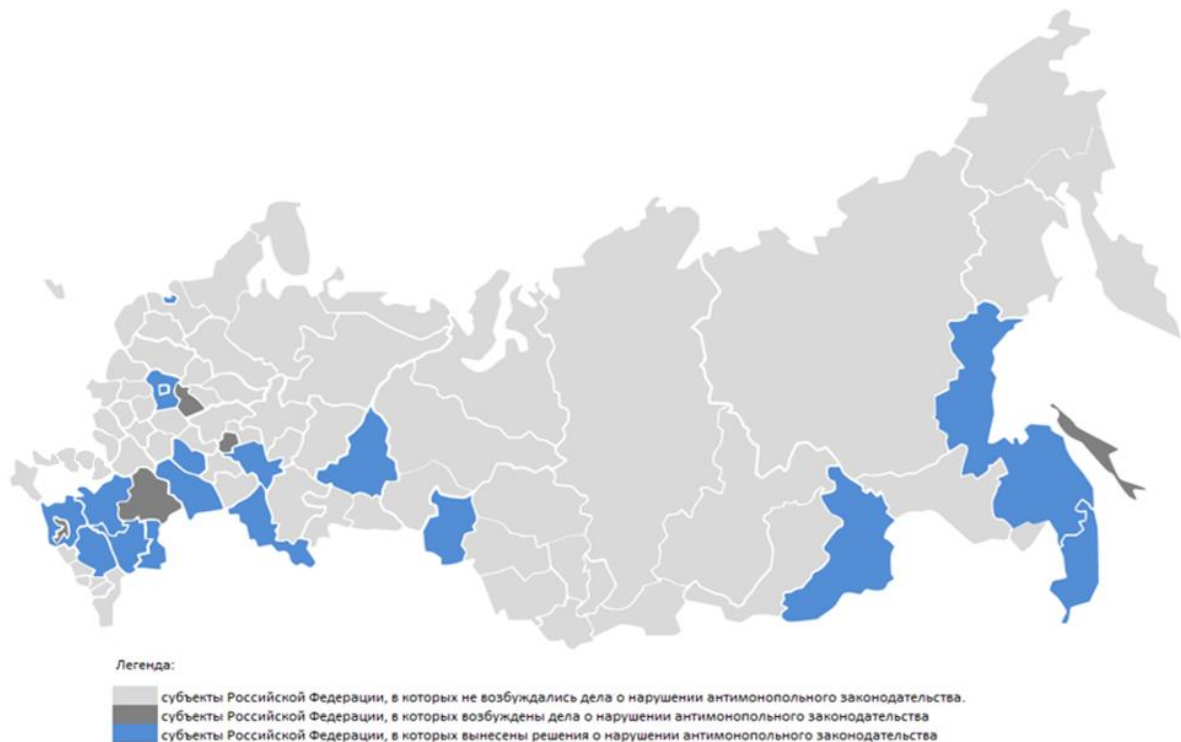 Легенда:
субъекты Российской Федерации, в которых не возбуждались дела о нарушении антимонопольного законодательства.
субъекты Российской Федерации, в которых возбуждены дела о нарушении антимонопольного законодательства
субъекты Российской Федерации, в которых вынесены решения о нарушении антимонопольного законодательства